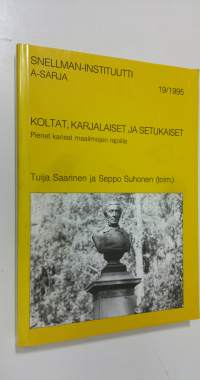 SNELLMAN-INSTITUUTTI
A-SARJA
19/1995
KOLTAT, KARJALAISET JA SETUKAISET
Pienet kansat maailmojen rajoilla
Tuija Saarinen ja Seppo Suhonen (toim.)